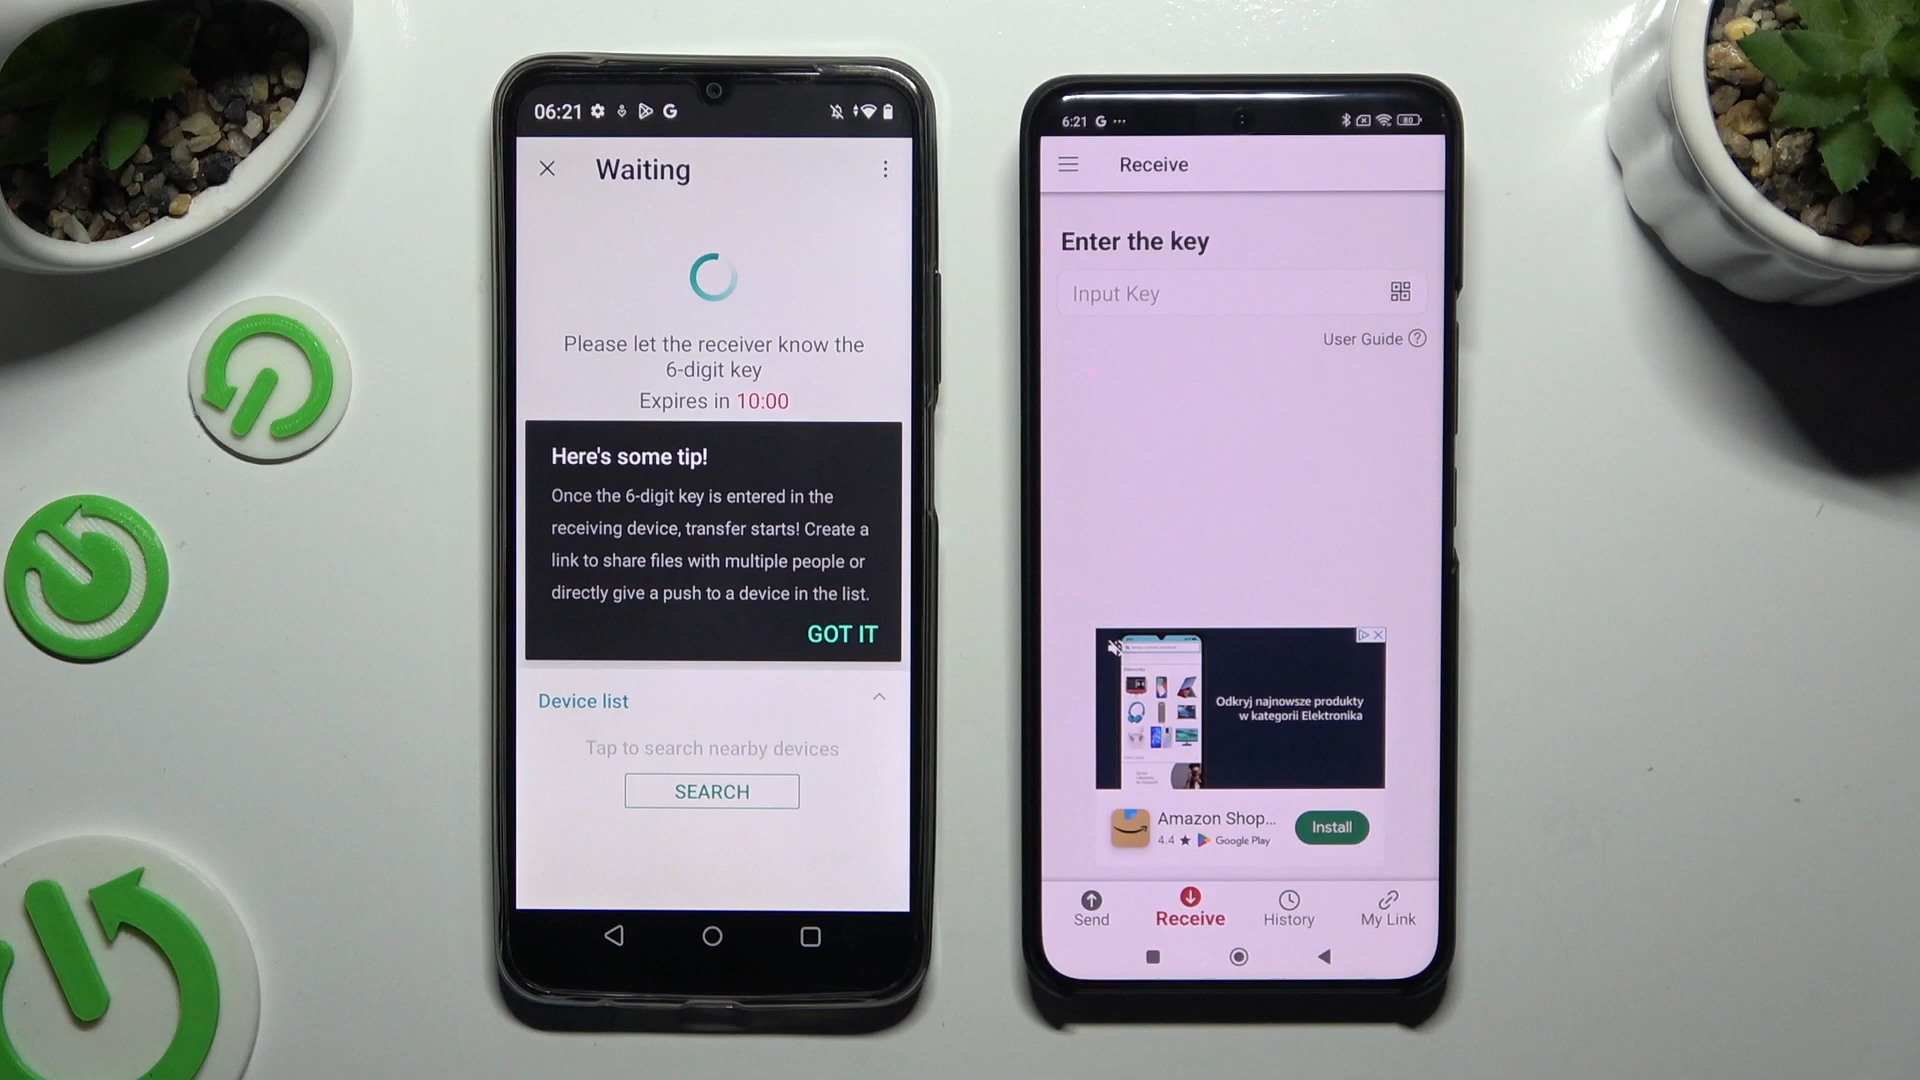 06:21
Waiting
Please let the receiver know the
6-digit key
Expires in 10:00
Here's some tip!
Once the 6-digit key is entered in the
receiving device, transfer starts! Create a
link to share files with multiple people or
directly give a push to a device in the list.
GOT IT
Device list
Tap to search nearby devices
SEARCH
6:21 G
80
Receive
Enter the key
Input Key
User Guide
Odkryj najnowsze produkty
w kategorii Elektronika
Amazon Shop...
4.4 ★ Google Play
Install
Send
Receive
History
My Link